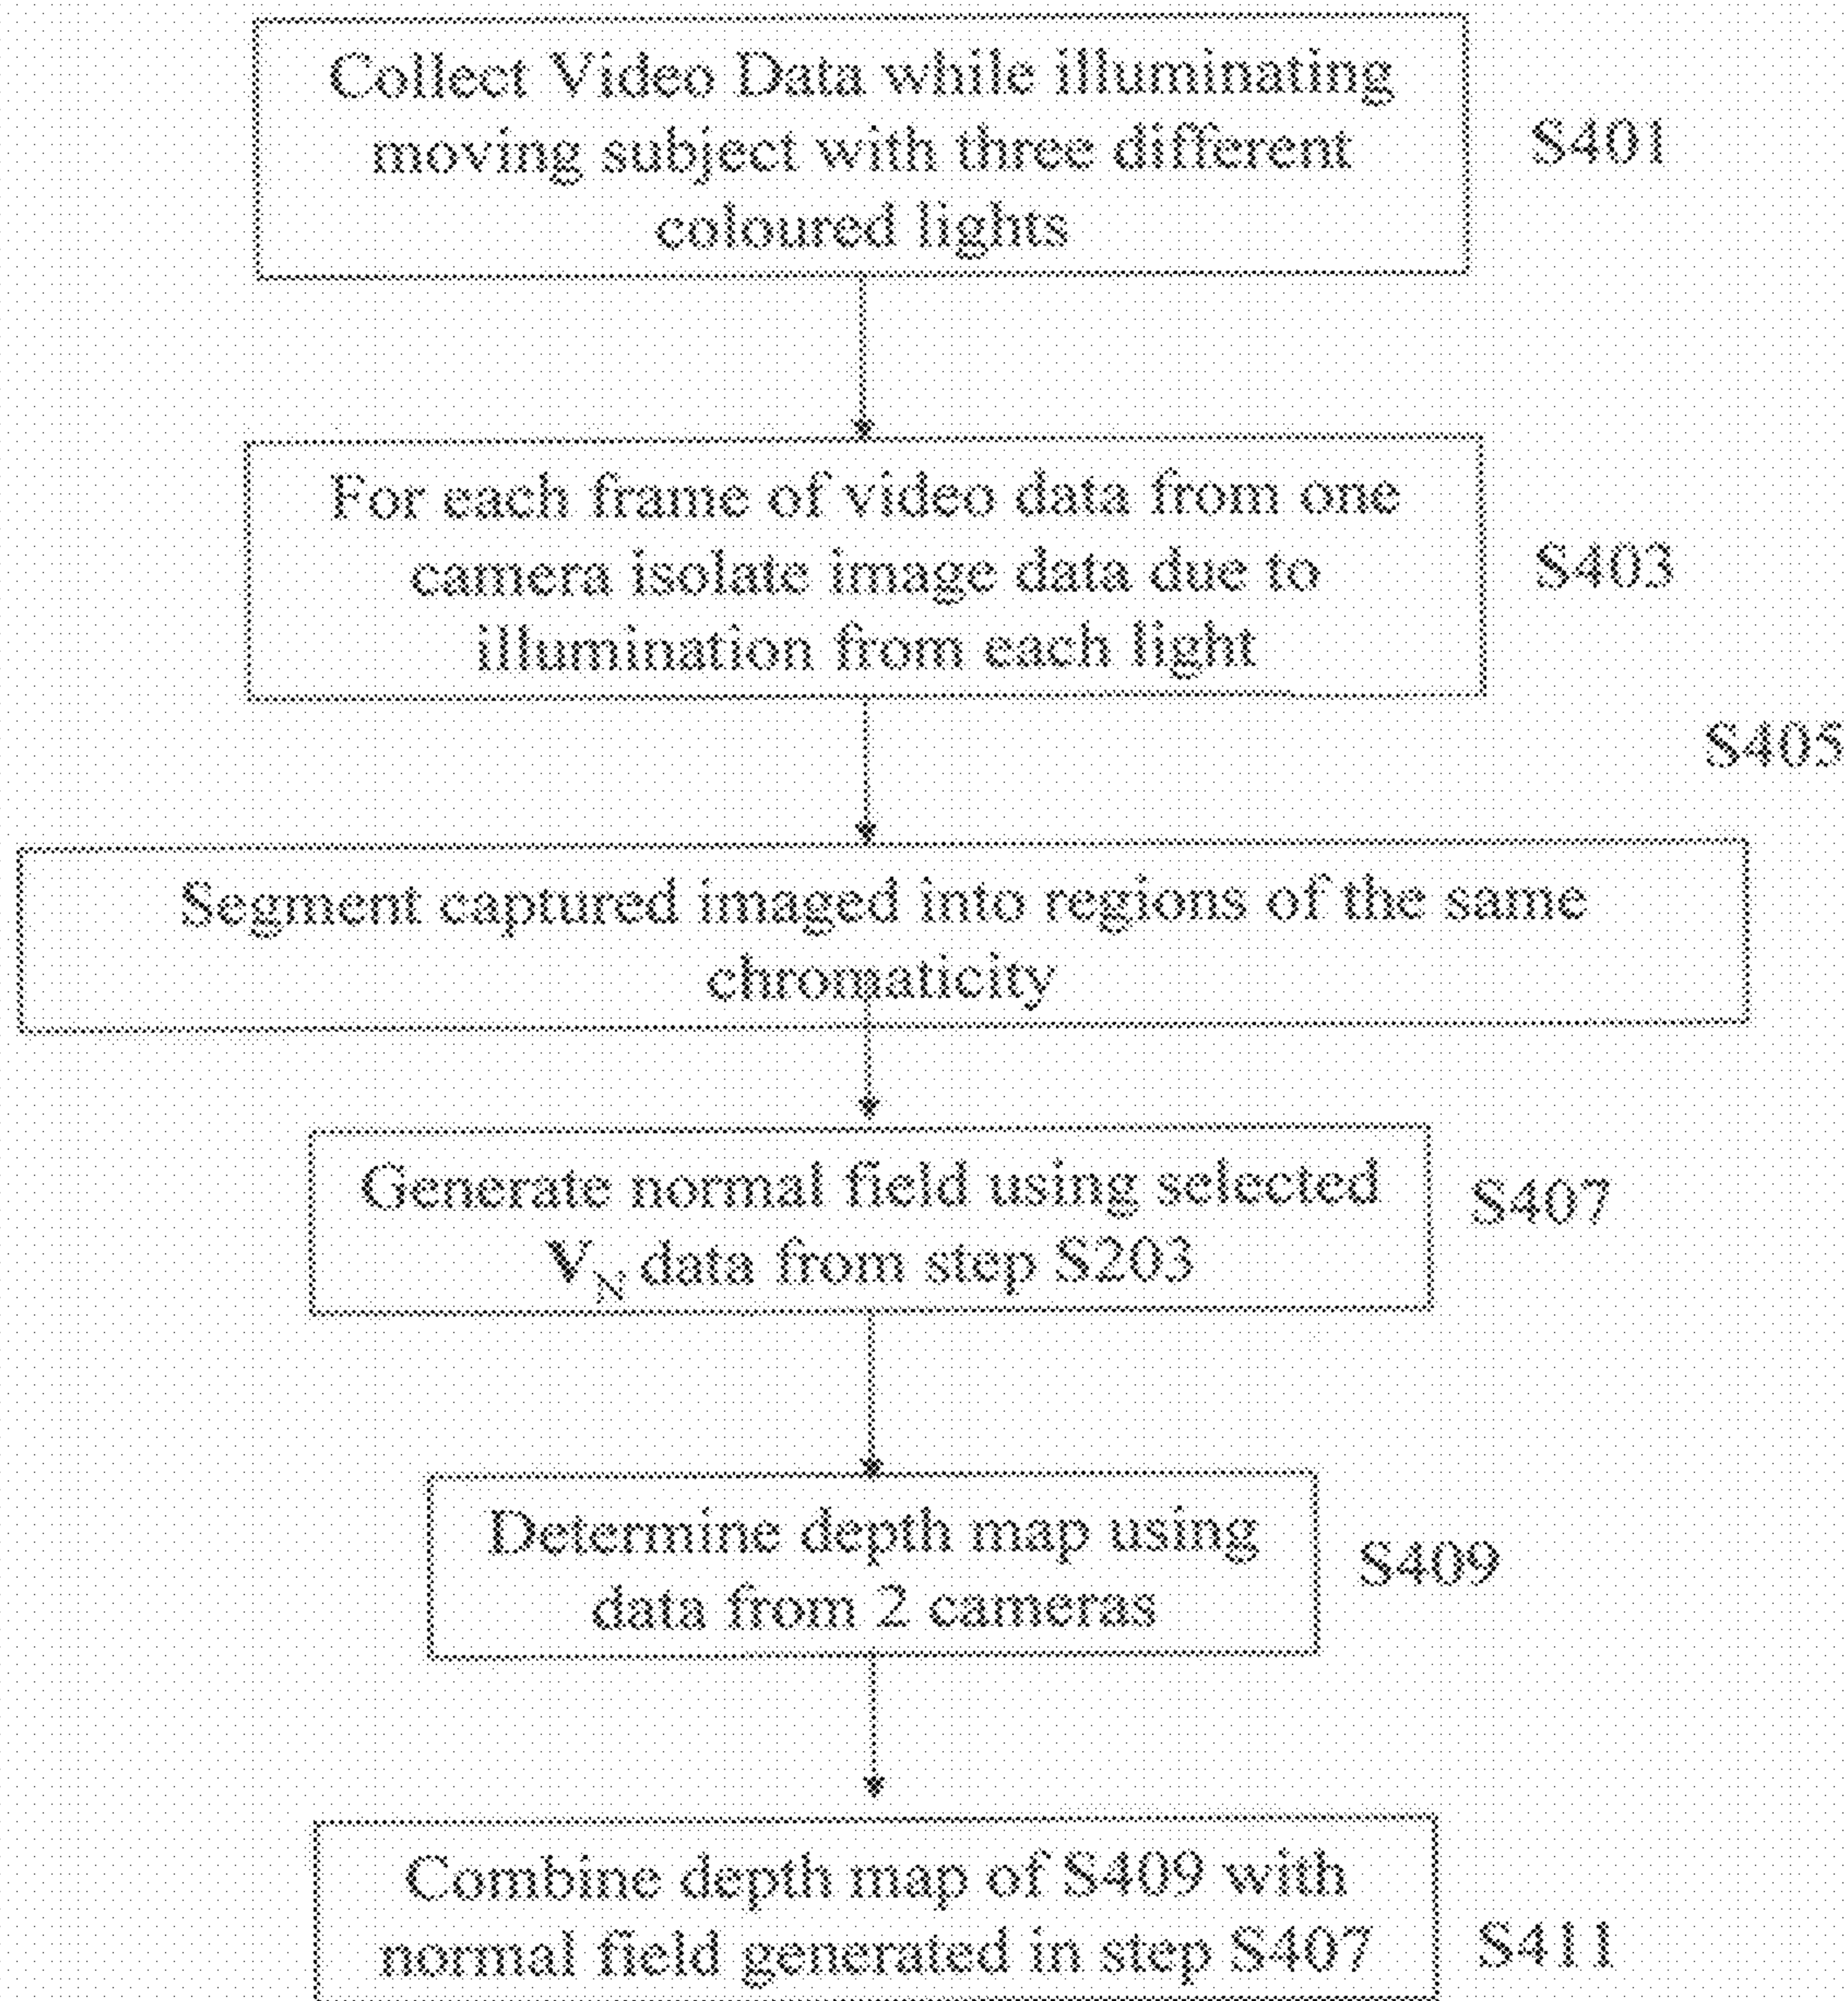 Collect Video Data while illuminating
moving subject with three different
coloured lights
S401
For each frame of video data from one
camera isolate image data due to
illumination from each light
S403
S405
Segment captured imaged into regions of the same
chromaticity
Generate normal field using selected
V_N data from step S203
S407
Determine depth map using
data from 2 cameras
S409
Combine depth map of S409 with
normal field generated in step S407
S411